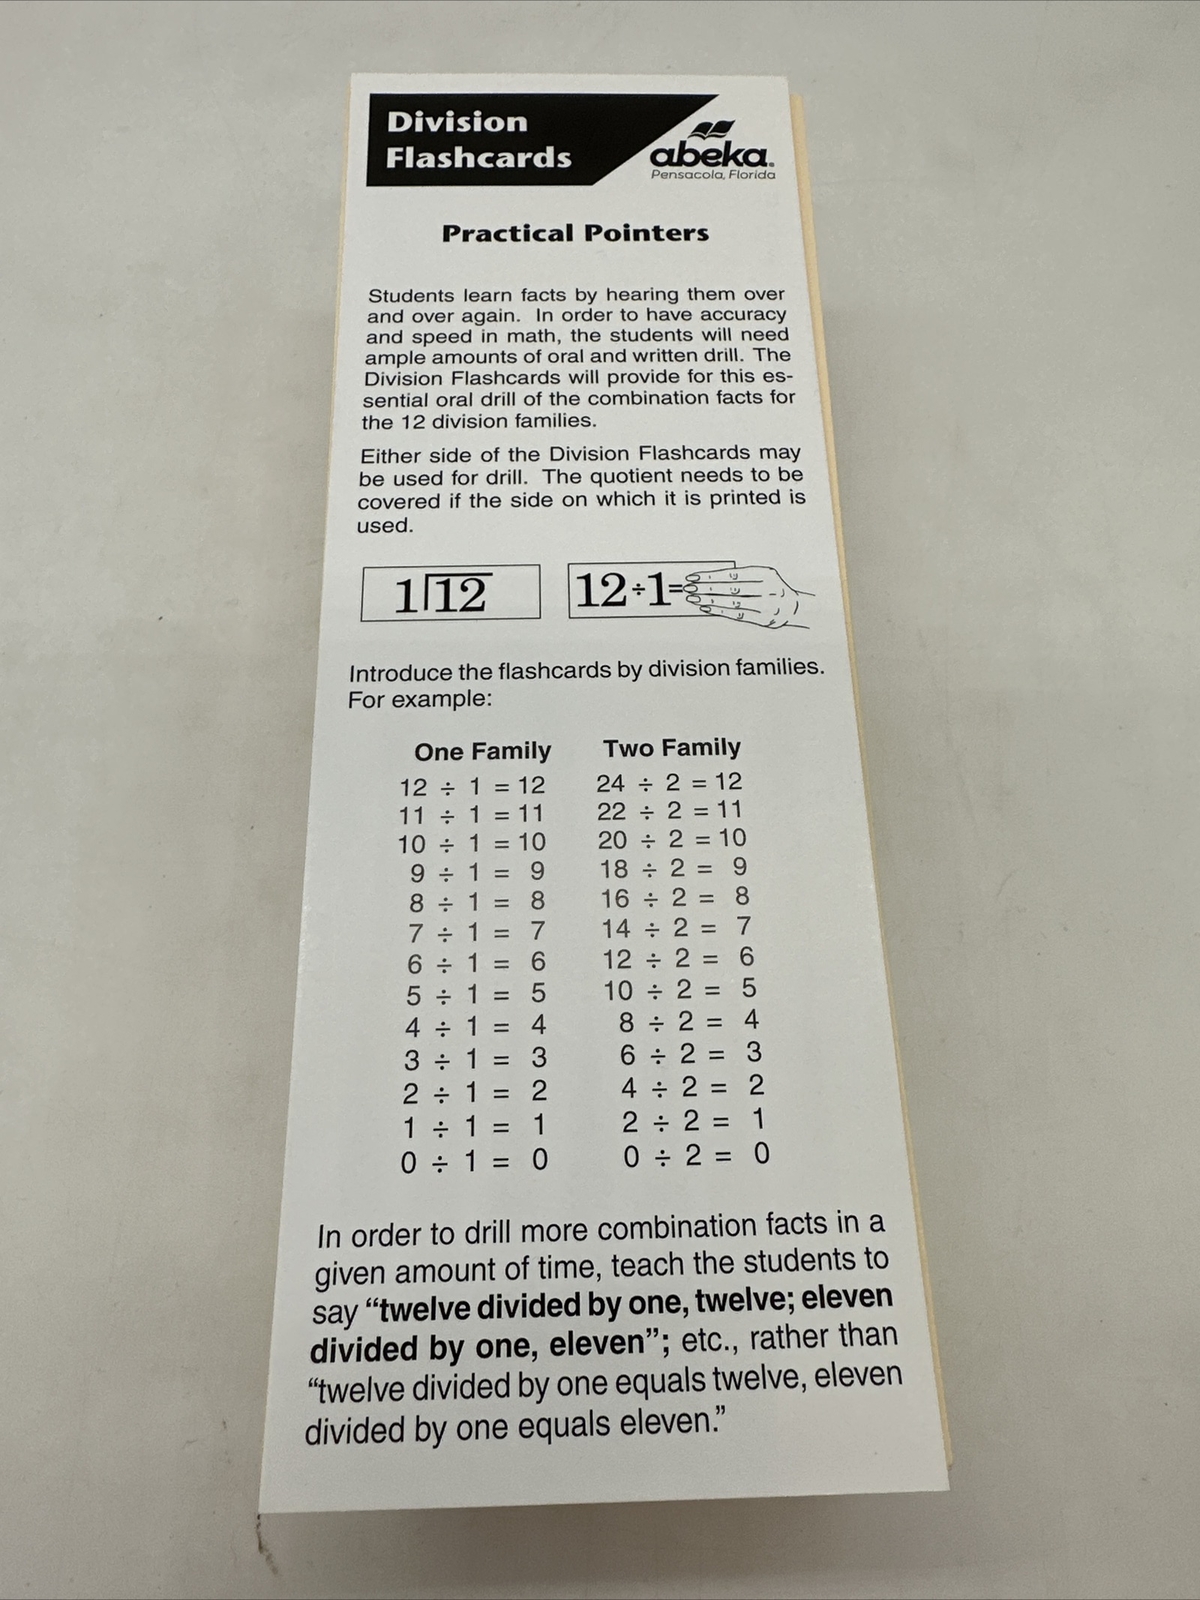 Division
Flashcards
abeka®
Pensacola, Florida
Practical Pointers
Students learn facts by hearing them over
and over again. In order to have accuracy
and speed in math, the students will need
ample amounts of oral and written drill. The
Division Flashcards will provide for this es-
sential oral drill of the combination facts for
the 12 division families.
Either side of the Division Flashcards may
be used for drill. The quotient needs to be
covered if the side on which it is printed is
used.
1⟌12 12÷1=
Introduce the flashcards by division families.
For example:
One Family
12 ÷ 1 = 12
11 ÷ 1 = 11
10 ÷ 1 = 10
9 ÷ 1 = 9
8 ÷ 1 = 8
7 ÷ 1 = 7
6 ÷ 1 = 6
5 ÷ 1 = 5
4 ÷ 1 = 4
3 ÷ 1 = 3
2 ÷ 1 = 2
1 ÷ 1 = 1
0 ÷ 1 = 0
Two Family
24 ÷ 2 = 12
22 ÷ 2 = 11
20 ÷ 2 = 10
18 ÷ 2 = 9
16 ÷ 2 = 8
14 ÷ 2 = 7
12 ÷ 2 = 6
10 ÷ 2 = 5
8 ÷ 2 = 4
6 ÷ 2 = 3
4 ÷ 2 = 2
2 ÷ 2 = 1
0 ÷ 2 = 0
In order to drill more combination facts in a
given amount of time, teach the students to
say “twelve divided by one, twelve; eleven
divided by one, eleven”; etc., rather than
“twelve divided by one equals twelve, eleven
divided by one equals eleven.”